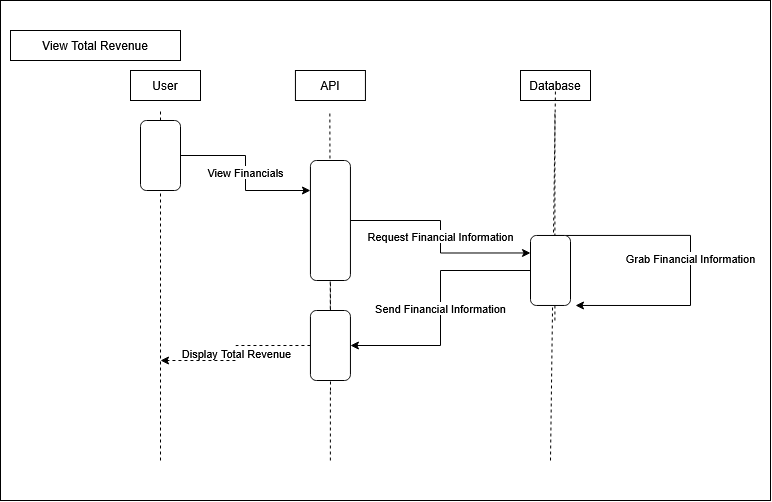 View Total Revenue
User
API
Database
View Financials
Request Financial Information
Grab Financial Information
Send Financial Information
Display Total Revenue